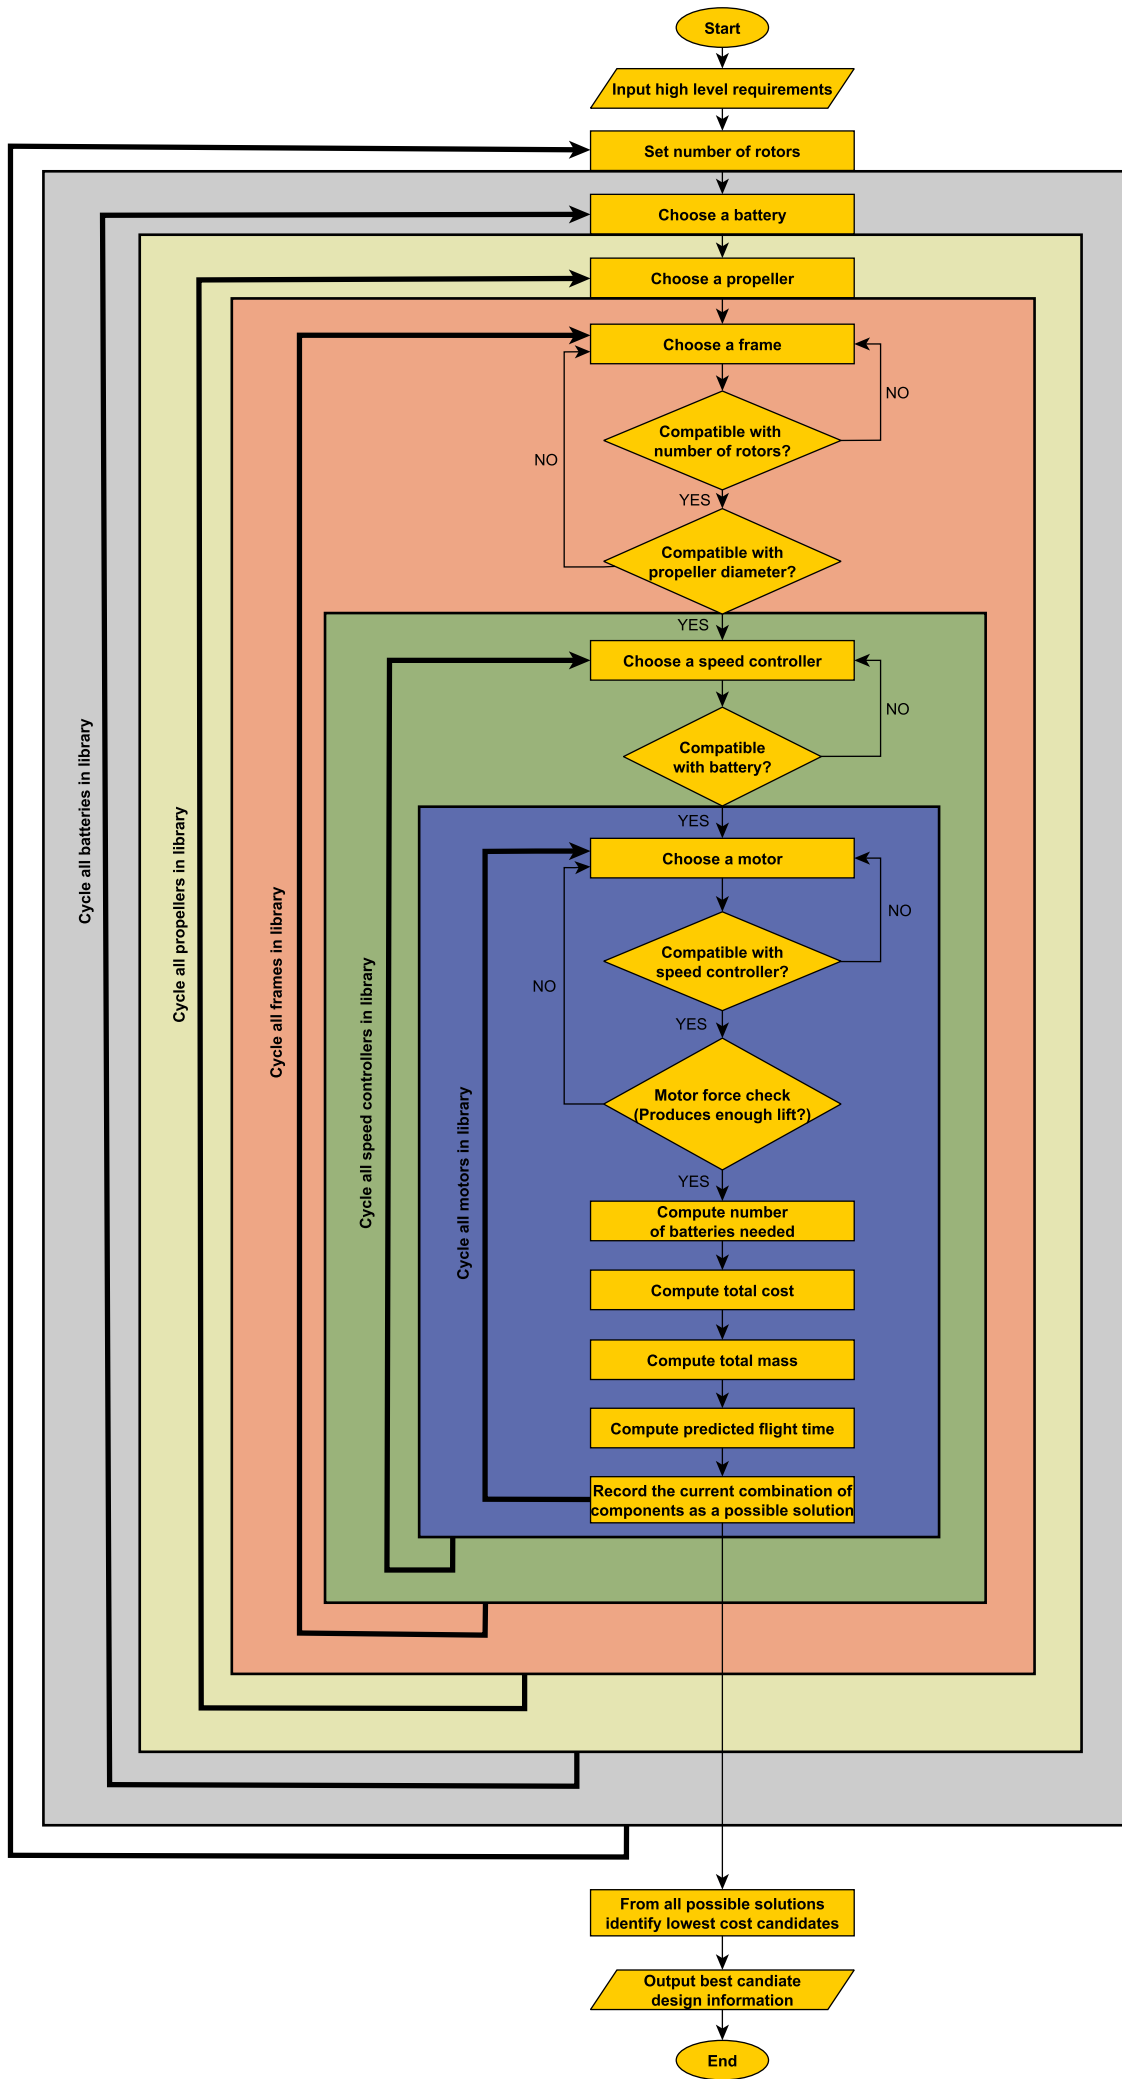 Start
Input high level requirements
Set number of rotors
Choose a battery
Choose a propeller
Choose a frame
NO
Compatible with
number of rotors?
NO
YES
Compatible with
propeller diameter?
YES
Choose a speed controller
NO
Compatible
with battery?
YES
Choose a motor
NO
Compatible with
speed controller?
NO
YES
Motor force check
(Produces enough lift?)
YES
Compute number
of batteries needed
Compute total cost
Compute total mass
Compute predicted flight time
Record the current combination of
components as a possible solution
Cycle all batteries in library
Cycle all propellers in library
Cycle all frames in library
Cycle all speed controllers in library
Cycle all motors in library
From all possible solutions
identify lowest cost candidates
Output best candiate
design information
End